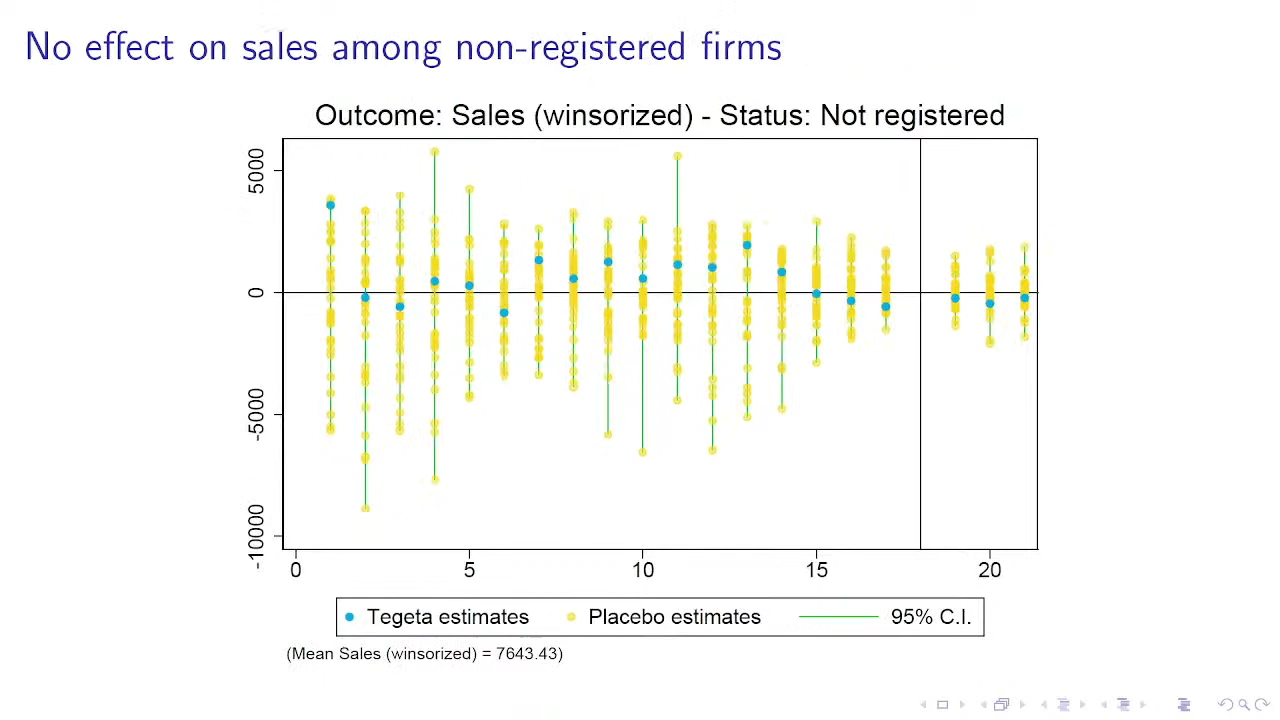 No effect on sales among non-registered firms
Outcome: Sales (winsorized) - Status: Not registered
5000
0
-5000
-10000
0 5 10 15 20
Tegeta estimates Placebo estimates 95% C.I.
(Mean Sales (winsorized) = 7643.43)